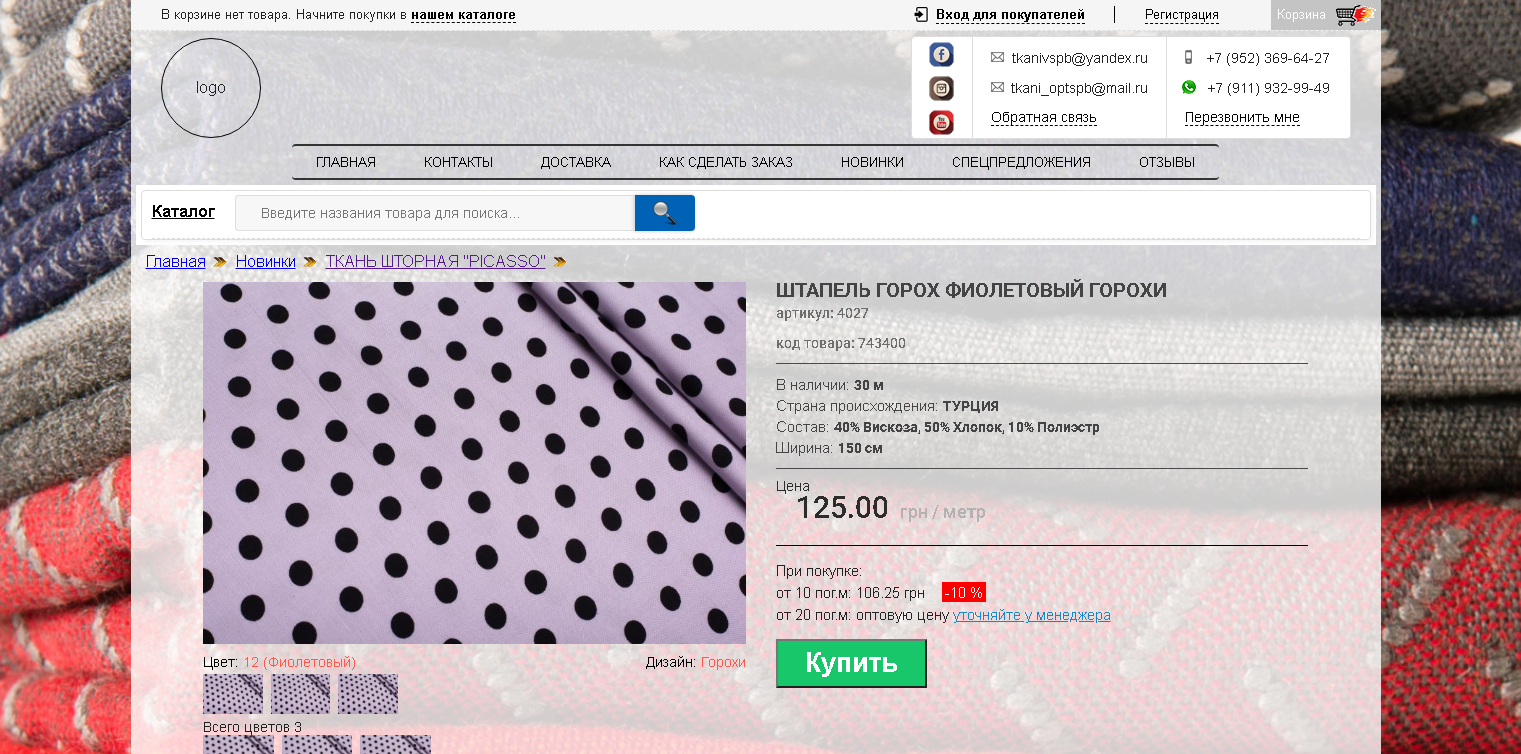 В корзине нет товара. Начните покупки в нашем каталоге
Вход для покупателей
Регистрация
Корзина
logo
tkanivspb@yandex.ru
+7 (952) 369-64-27
tkani_optspb@mail.ru
+7 (911) 932-99-49
You
Tube
Обратная связь
Перезвонить мне
ГЛАВНАЯ КОНТАКТЫ ДОСТАВКА КАК СДЕЛАТЬ ЗАКАЗ НОВИНКИ СПЕЦПРЕДЛОЖЕНИЯ ОТЗЫВЫ
Каталог
Введите названия товара для поиска...
Главная Новинки ТКАНЬ ШТОРНАЯ "PICASSO"
ШТАПЕЛЬ ГОРОХ ФИОЛЕТОВЫЙ ГОРОХИ
артикул: 4027
код товара: 743400
В наличии: 30 м
Страна происхождения: ТУРЦИЯ
Состав: 40% Вискоза, 50% Хлопок, 10% Полиэстр
Ширина: 150 см
Цена
125.00 грн / метр
При покупке:
от 10 пог.м: 106.25 грн -10 %
от 20 пог.м: оптовую цену уточняйте у менеджера
Купить
Цвет: 12 (Фиолетовый)
Дизайн: Горохи
Всего цветов 3